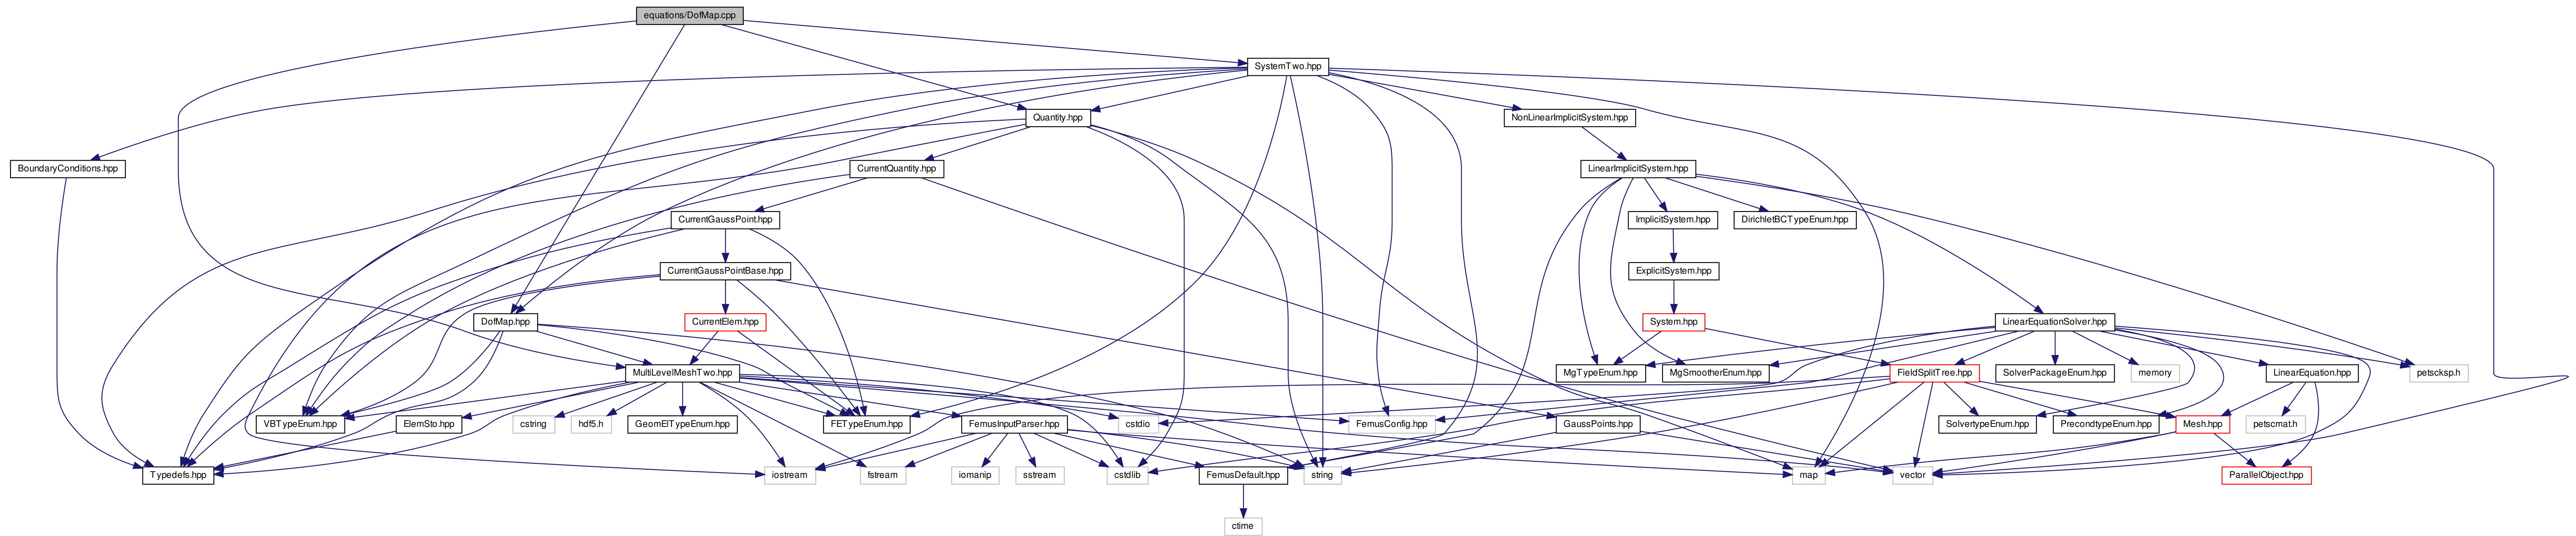 equations/DofMap.cpp
SystemTwo.hpp
Quantity.hpp
NonLinearImplicitSystem.hpp
BoundaryConditions.hpp
CurrentQuantity.hpp
LinearImplicitSystem.hpp
CurrentGaussPoint.hpp
ImplicitSystem.hpp
DirichletBCTypeEnum.hpp
CurrentGaussPointBase.hpp
ExplicitSystem.hpp
DofMap.hpp
CurrentElem.hpp
System.hpp
LinearEquationSolver.hpp
MultiLevelMeshTwo.hpp
MgTypeEnum.hpp
MgSmootherEnum.hpp
FieldSplitTree.hpp
SolverPackageEnum.hpp
memory
LinearEquation.hpp
petscksp.h
VBTypeEnum.hpp
ElemSto.hpp
cstring
hdf5.h
GeomElTypeEnum.hpp
FETypeEnum.hpp
FemusInputParser.hpp
cstdio
FemusConfig.hpp
GaussPoints.hpp
SolvertypeEnum.hpp
PrecondtypeEnum.hpp
Mesh.hpp
petscmat.h
Typedefs.hpp
iostream
fstream
iomanip
sstream
cstdlib
FemusDefault.hpp
string
map
vector
ParallelObject.hpp
ctime